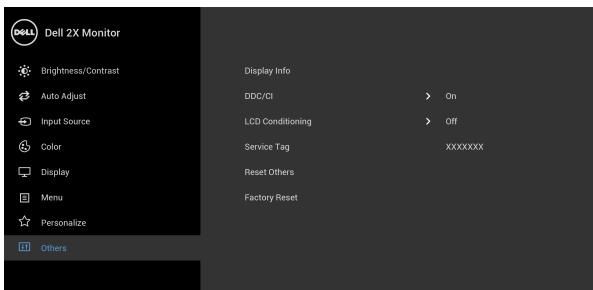 DELL
Dell 2X Monitor
Brightness/Contrast
Auto Adjust
Input Source
Color
Display
Menu
Personalize
Others
Display Info
DDC/CI > On
LCD Conditioning > Off
Service Tag XXXXXXX
Reset Others
Factory Reset